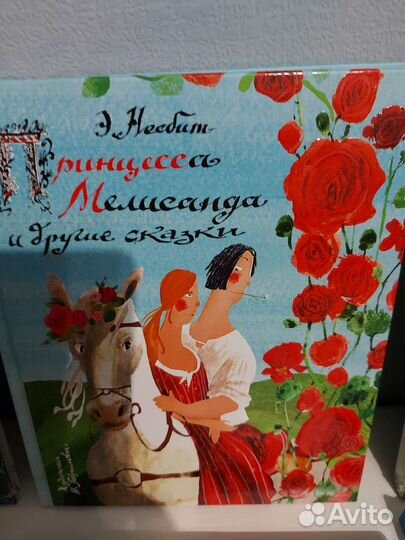 Э. Несбит
Принцесса
Мелисанда
и другие сказки
Avito